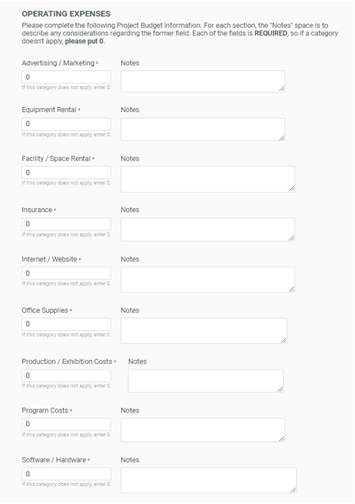 OPERATING EXPENSES
Please complete the following Project Budget information. For each section, the "Notes" space is to
describe any considerations regarding the former field. Each of the fields is REQUIRED, so if a category
doesn't apply, please put 0.
Advertising / Marketing * Notes
0
If this category does not apply, enter 0.
Equipment Rental * Notes
0
If this category does not apply, enter 0.
Facility / Space Rental * Notes
0
If this category does not apply, enter 0.
Insurance * Notes
0
If this category does not apply, enter 0.
Internet / Website * Notes
0
If this category does not apply, enter 0.
Office Supplies * Notes
0
If this category does not apply, enter 0.
Production / Exhibition Costs * Notes
0
If this category does not apply, enter 0.
Program Costs * Notes
0
If this category does not apply, enter 0.
Software / Hardware * Notes
0
If this category does not apply, enter 0.